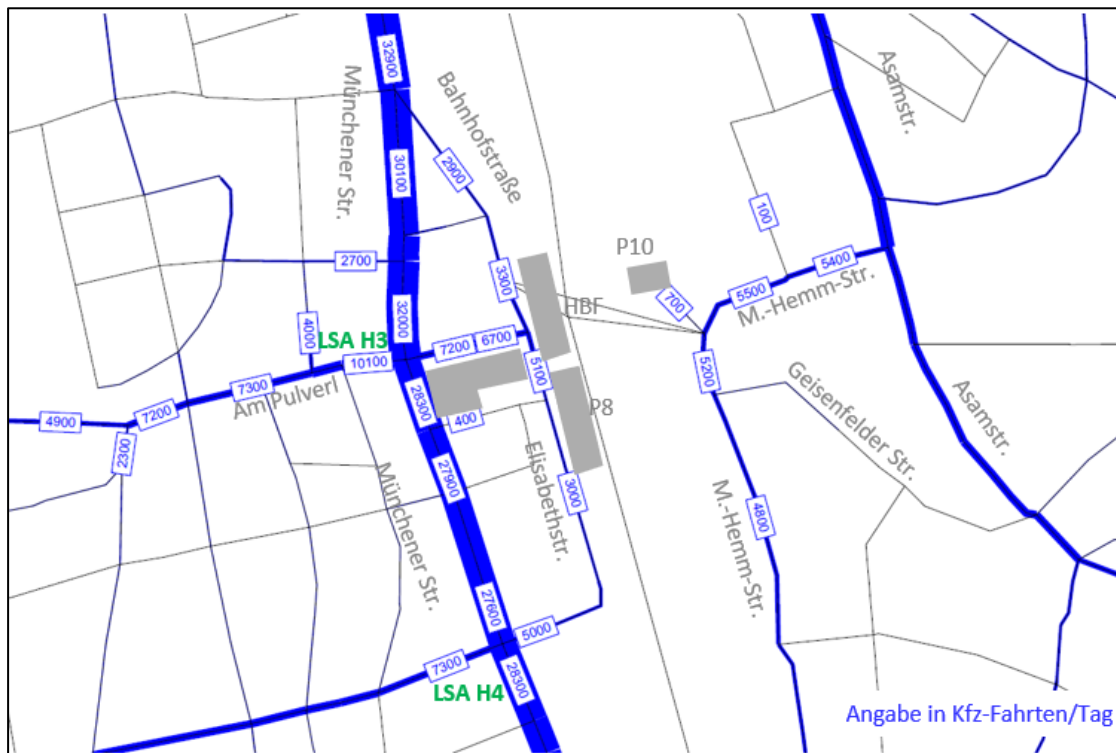 32900
Münchener Str.
Bahnhofstraße
Asamstr.
Asamstr.
30100
2900
100
2700
P10
5400
3300
700
5500
M.-Hemm-Str.
HBF
4000
32000
LSA H3
7200
6700
10100
5100
5200
7300
Am Pulverl
28300
400
P8
Geisenfelder Str.
Asamstr.
4900
7200
2300
27900
Elisabethstr.
3000
Münchener Str.
M.-Hemm-Str.
4800
27600
5000
7300
28300
LSA H4
Angabe in Kfz-Fahrten/Tag